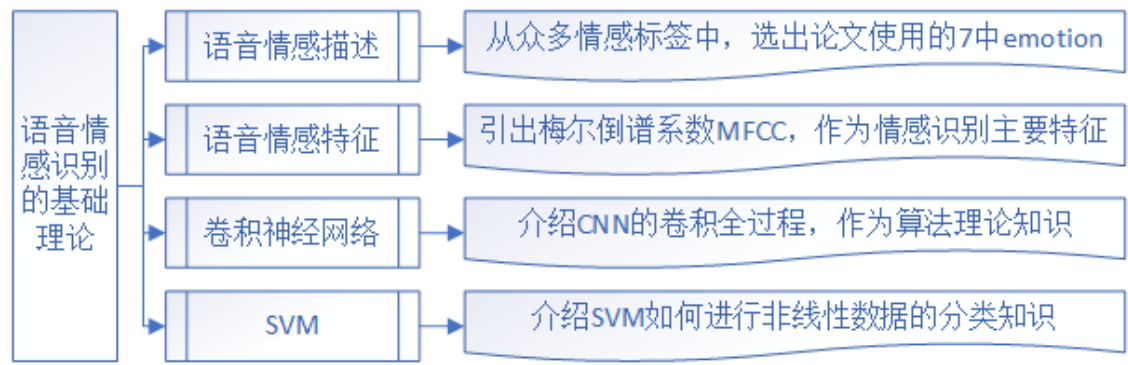 语音情
感识别
的基础
理论
语音情感描述
从众多情感标签中，选出论文使用的7中emotion
语音情感特征
引出梅尔倒谱系数MFCC，作为情感识别主要特征
卷积神经网络
介绍CNN的卷积全过程，作为算法理论知识
SVM
介绍SVM如何进行非线性数据的分类知识